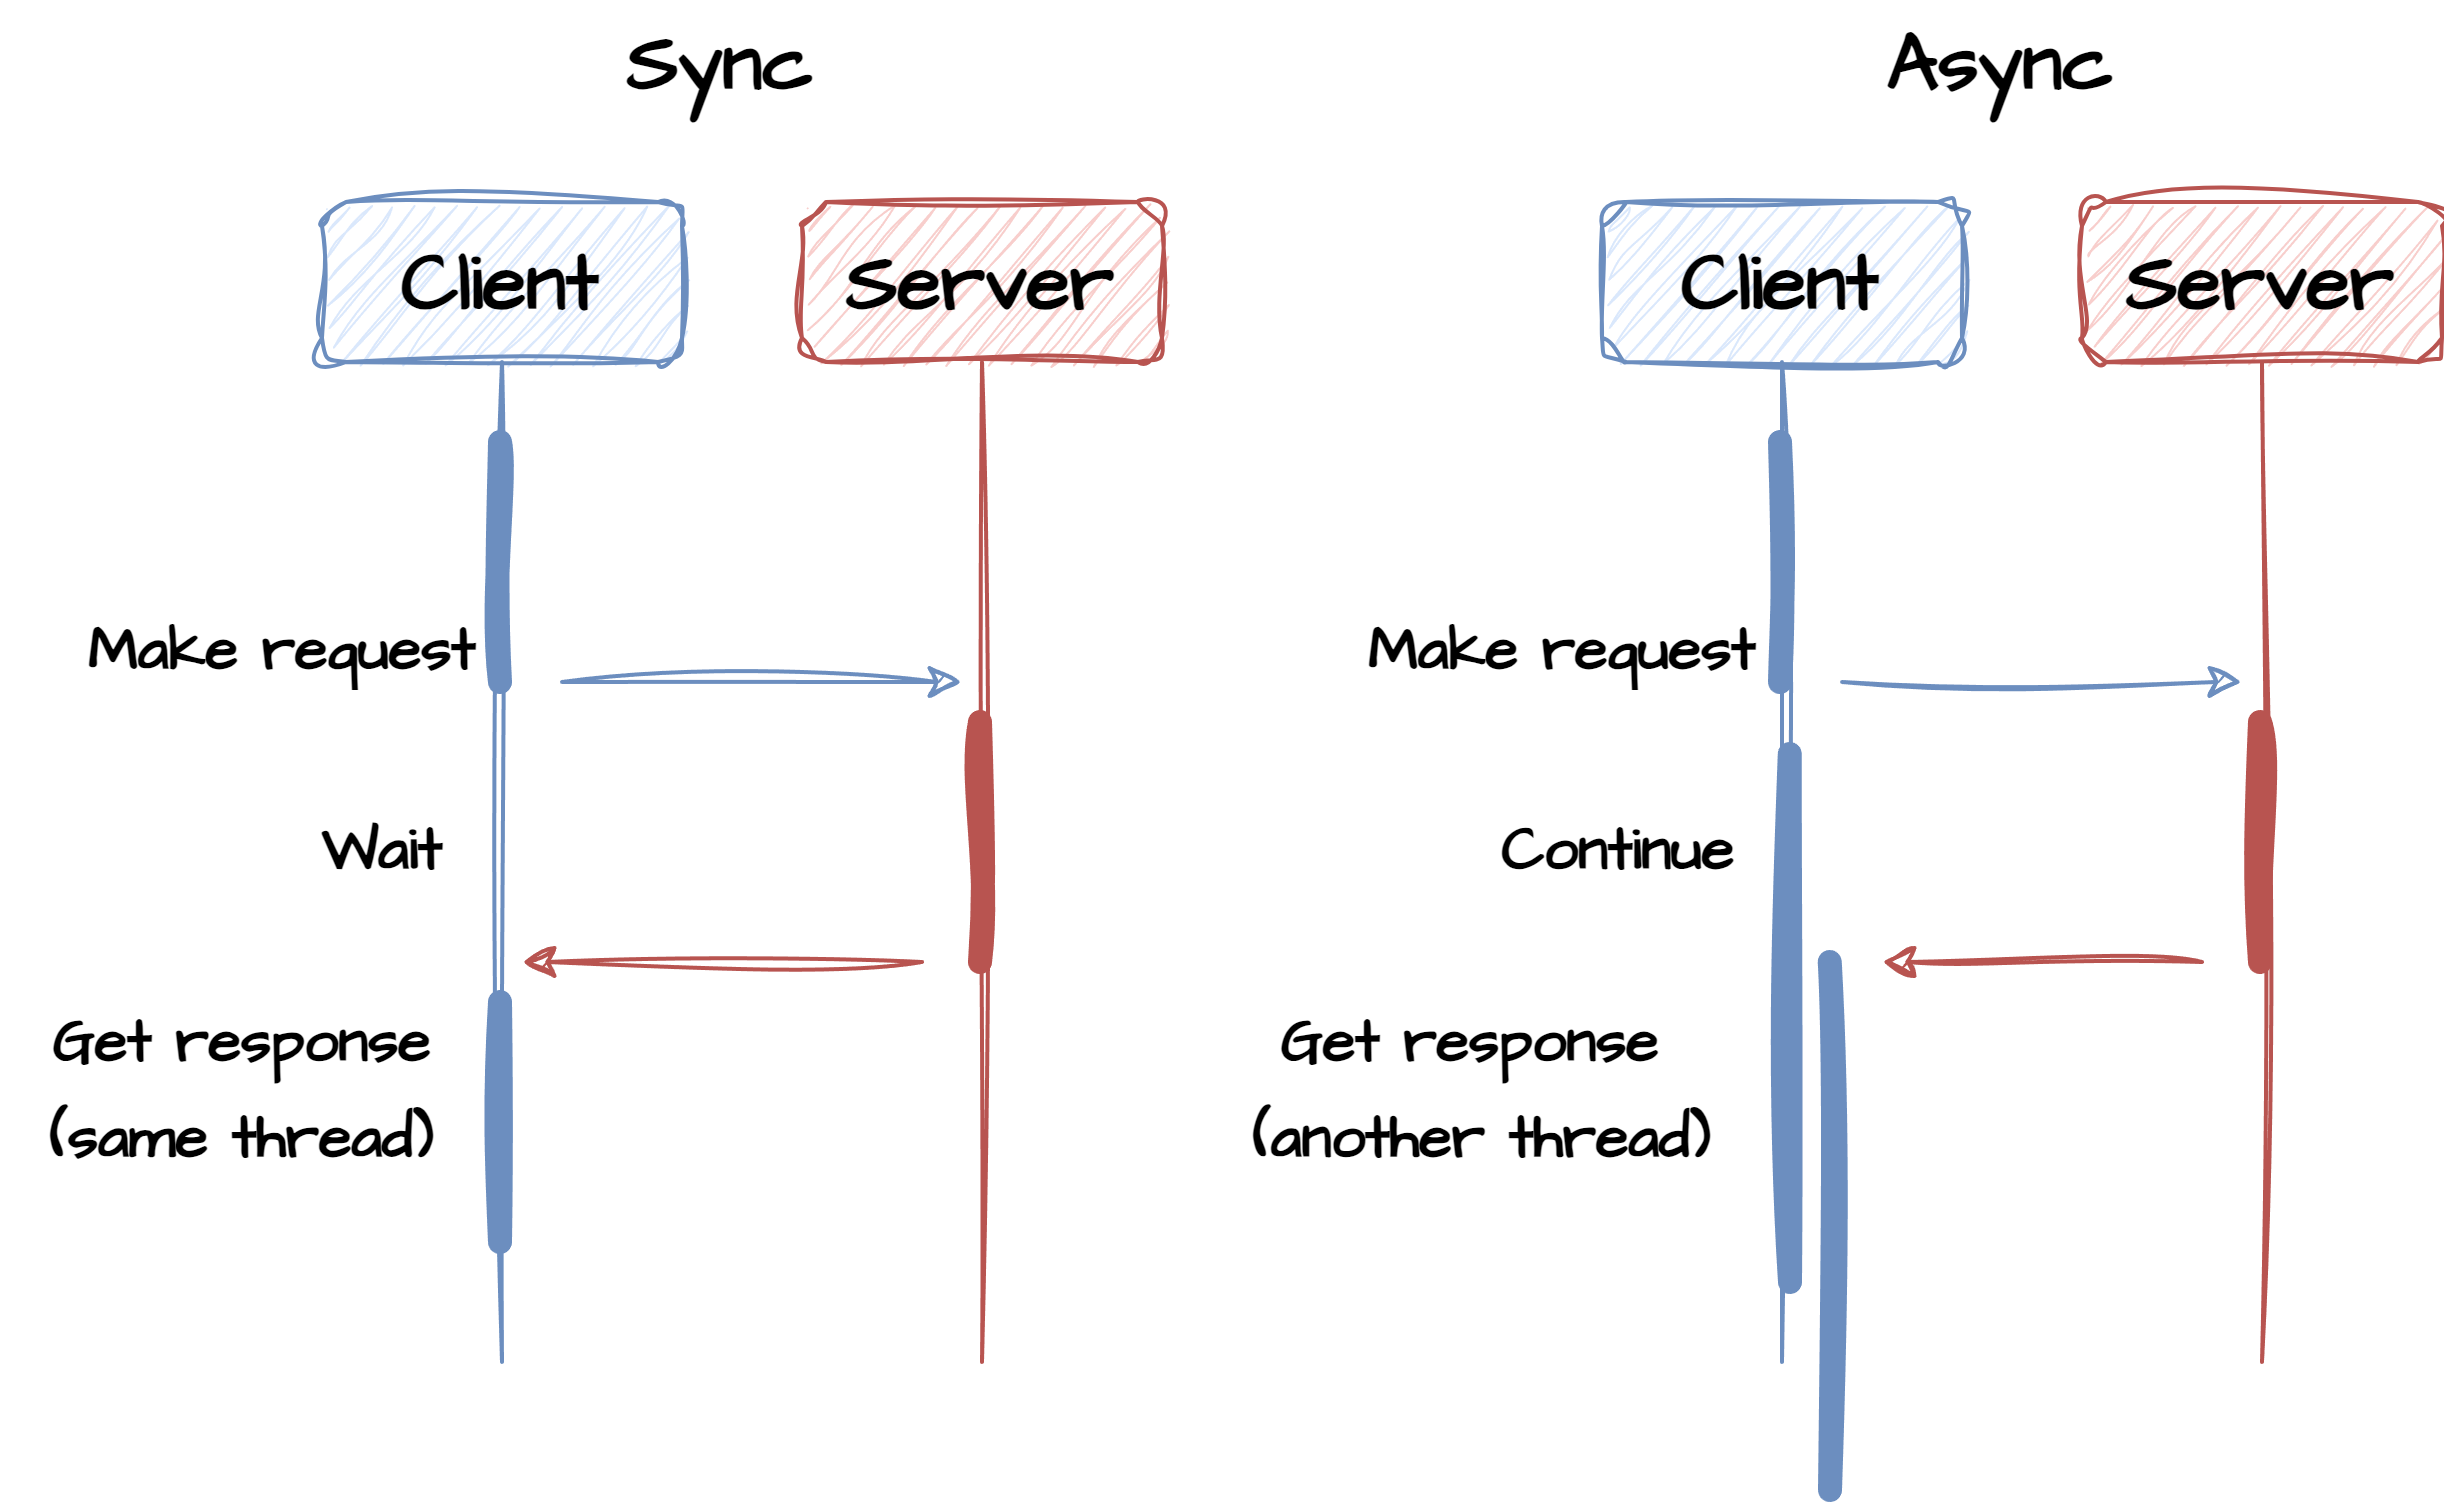 Sync
Client
Server
Make request
Wait
Get response
(same thread)
Async
Client
Server
Make request
Continue
Get response
(another thread)